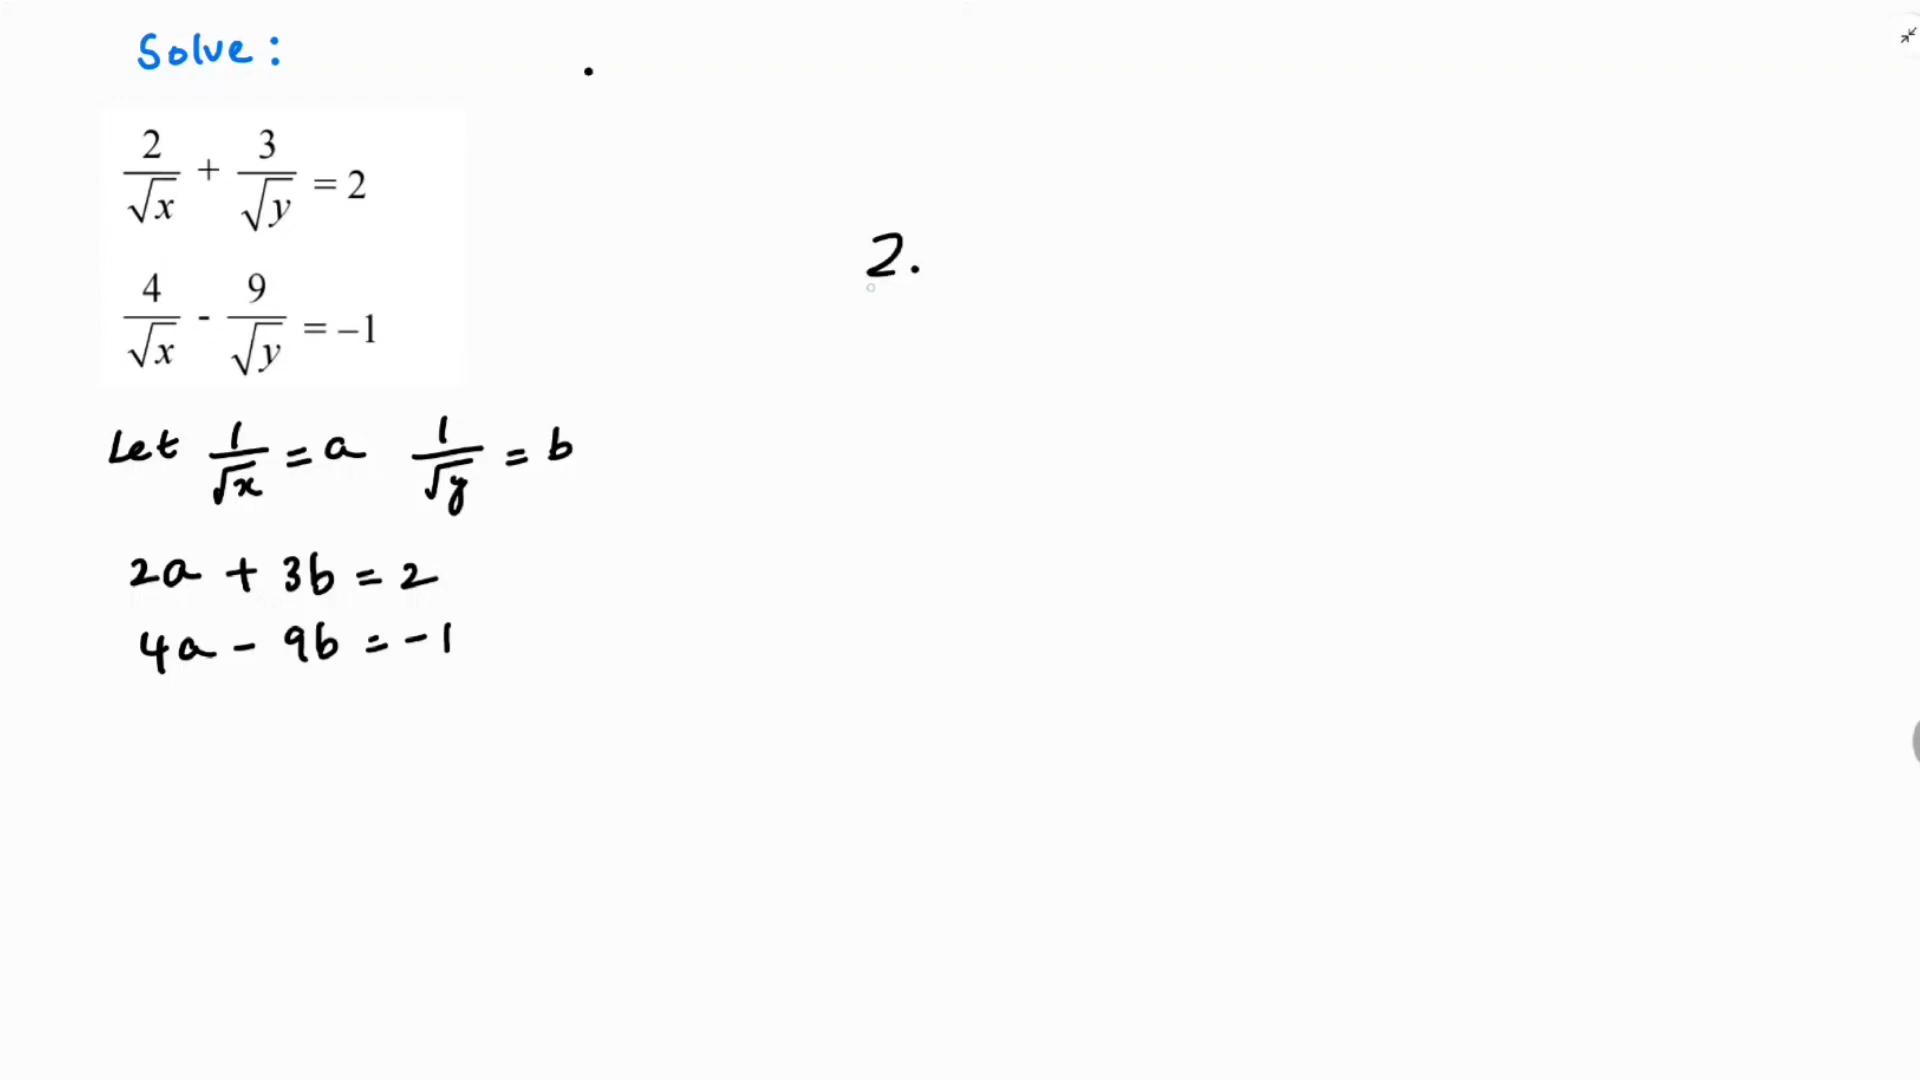 Solve :
2/√x + 3/√y = 2
4/√x - 9/√y = –1
Let 1/√x = a 1/√y = b
2a + 3b = 2
4a - 9b = -1
2.